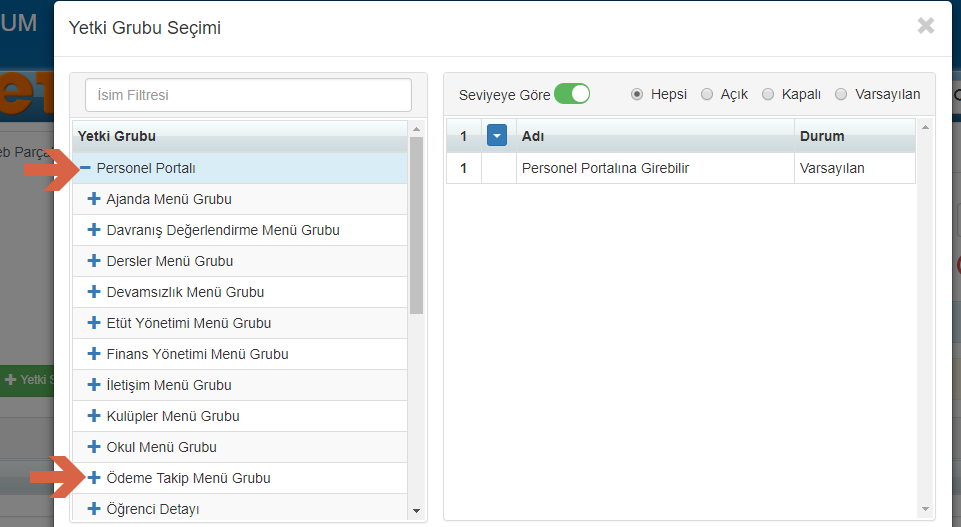 UM
Yetki Grubu Seçimi
et
İsim Filtresi
Seviyeye Göre Hepsi Açık Kapalı Varsayılan
Yetki Grubu
1 Adı Durum
eb Parça
Personel Portalı
1 Personel Portalına Girebilir Varsayılan
Ajanda Menü Grubu
Davranış Değerlendirme Menü Grubu
Dersler Menü Grubu
Devamsızlık Menü Grubu
Etüt Yönetimi Menü Grubu
Finans Yönetimi Menü Grubu
Yetki S
İletişim Menü Grubu
Kulüpler Menü Grubu
Okul Menü Grubu
Ödeme Takip Menü Grubu
Öğrenci Detayı